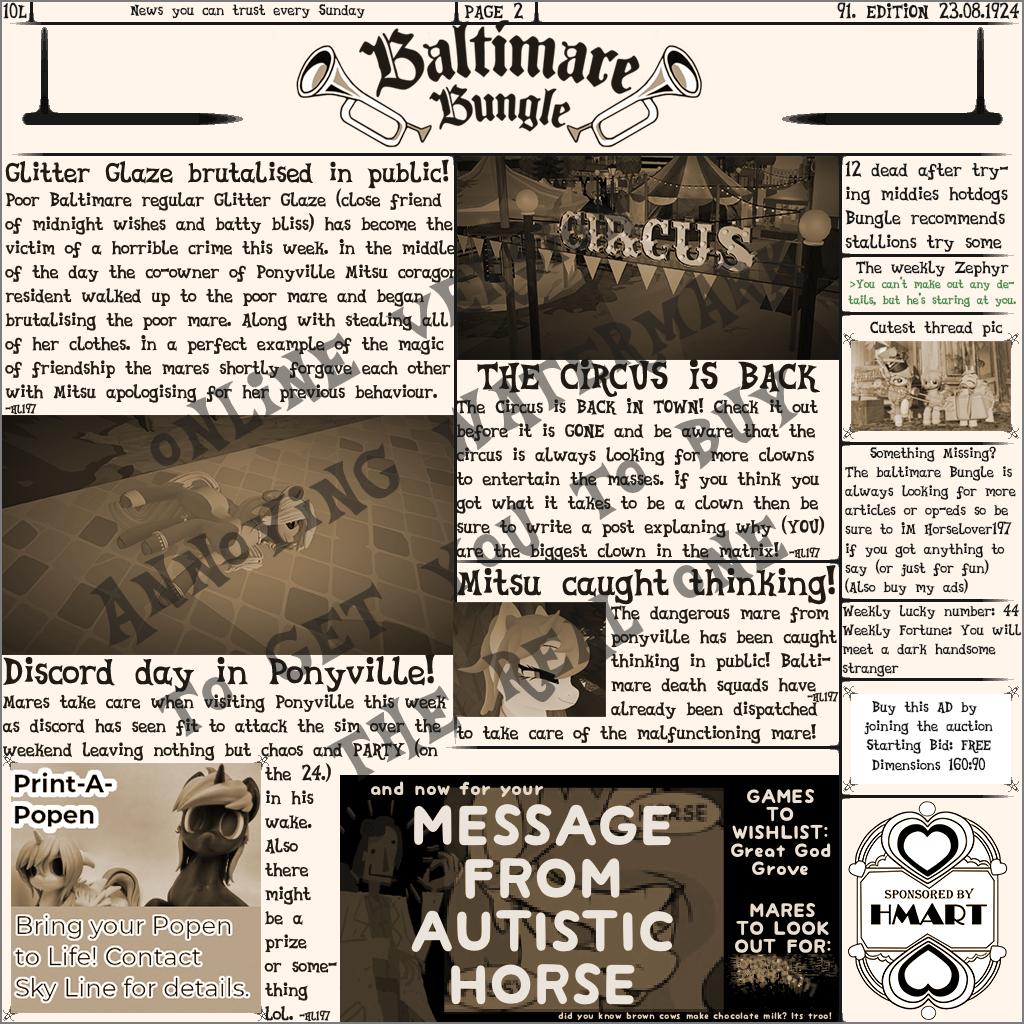 10L
News you can trust every Sunday
PAGE 2
91. EDITION 23.08.1924
Baltimare
Bungle
Glitter Glaze brutalised in public!
Poor Baltimare regular Glitter Glaze (close friend
of midnight wishes and batty bliss) has become the
victim of a horrible crime this week. in the middle
of the day the co-owner of Ponyville Mitsu coragon
resident walked up to the poor mare and began
brutalising the poor mare. Along with stealing all
of her clothes. in a perfect example of the magic
of friendship the mares shortly forgave each other
with Mitsu apologising for her previous behaviour.
-HL197
Discord day in Ponyville!
Mares take care when visiting Ponyville this week
as discord has seen fit to attack the sim over the
weekend leaving nothing but chaos and PARTY (on
the 24.)
in his
wake.
Also
there
might
be a
prize
or some-
thing
Lol. -HL197
Print-A-
Popen
Bring your Popen
to Life! Contact
Sky Line for details.
CIRCUS
THE CIRCUS IS BACK
The Circus is BACK IN TOWN! Check it out
before it is GONE and be aware that the
circus is always looking for more clowns
to entertain the masses. if you think you
got what it takes to be a clown then be
sure to write a post explaning why (YOU)
are the biggest clown in the matrix! -HL197
Mitsu caught thinking!
The dangerous mare from
ponyville has been caught
thinking in public! Balti-
mare death squads have
-HL197
already been dispatched
to take care of the malfunctioning mare!
and now for your
MESSAGE
FROM
AUTISTIC
HORSE
GAMES
TO
WISHLIST:
Great God
Grove
MARES
TO LOOK
OUT FOR:
did you know brown cows make chocolate milk? Its troo!
12 dead after try-
ing middies hotdogs
Bungle recommends
stallions try some
The weekly Zephyr
>You can't make out any de-
tails, but he's staring at you.
Cutest thread pic
Something Missing?
The baltimare Bungle is
always looking for more
articles or op-eds so be
sure to iM Horselover197
if you got anything to
say (or just for fun)
(Also buy my ads)
Weekly lucky number: 44
Weekly Fortune: You will
meet a dark handsome
stranger
Buy this AD by
joining the auction
Starting Bid: FREE
Dimensions 160:90
SPONSORED BY
HMART
ONLINE VERSION
ANNOYING WATERMARK
TO GET YOU TO BUY
THE REAL ONE